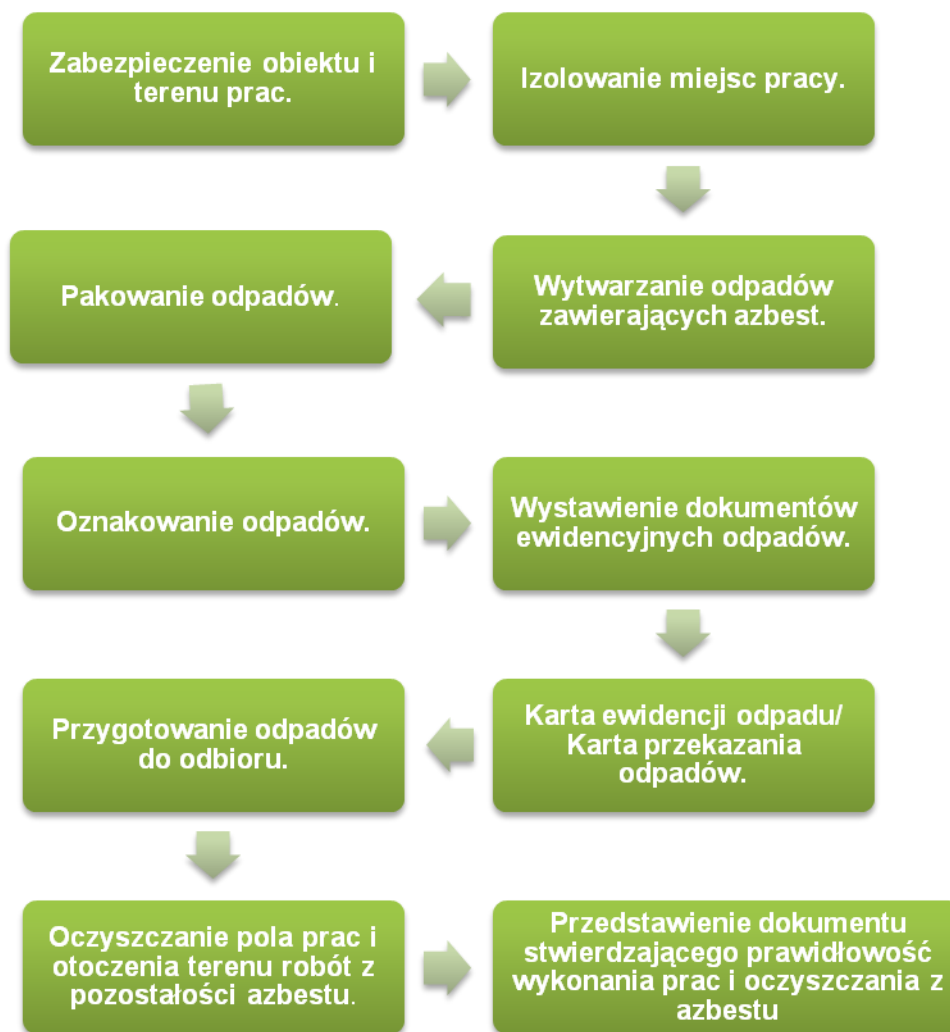 Zabezpieczenie obiektu i
terenu prac.
Izolowanie miejsc pracy.
Wytwarzanie odpadów
zawierających azbest.
Pakowanie odpadów.
Oznakowanie odpadów.
Wystawienie dokumentów
ewidencyjnych odpadów.
Karta ewidencji odpadu/
Karta przekazania
odpadów.
Przygotowanie odpadów
do odbioru.
Oczyszczanie pola prac i
otoczenia terenu robót z
pozostałości azbestu.
Przedstawienie dokumentu
stwierdzającego prawidłowość
wykonania prac i oczyszczania z
azbestu